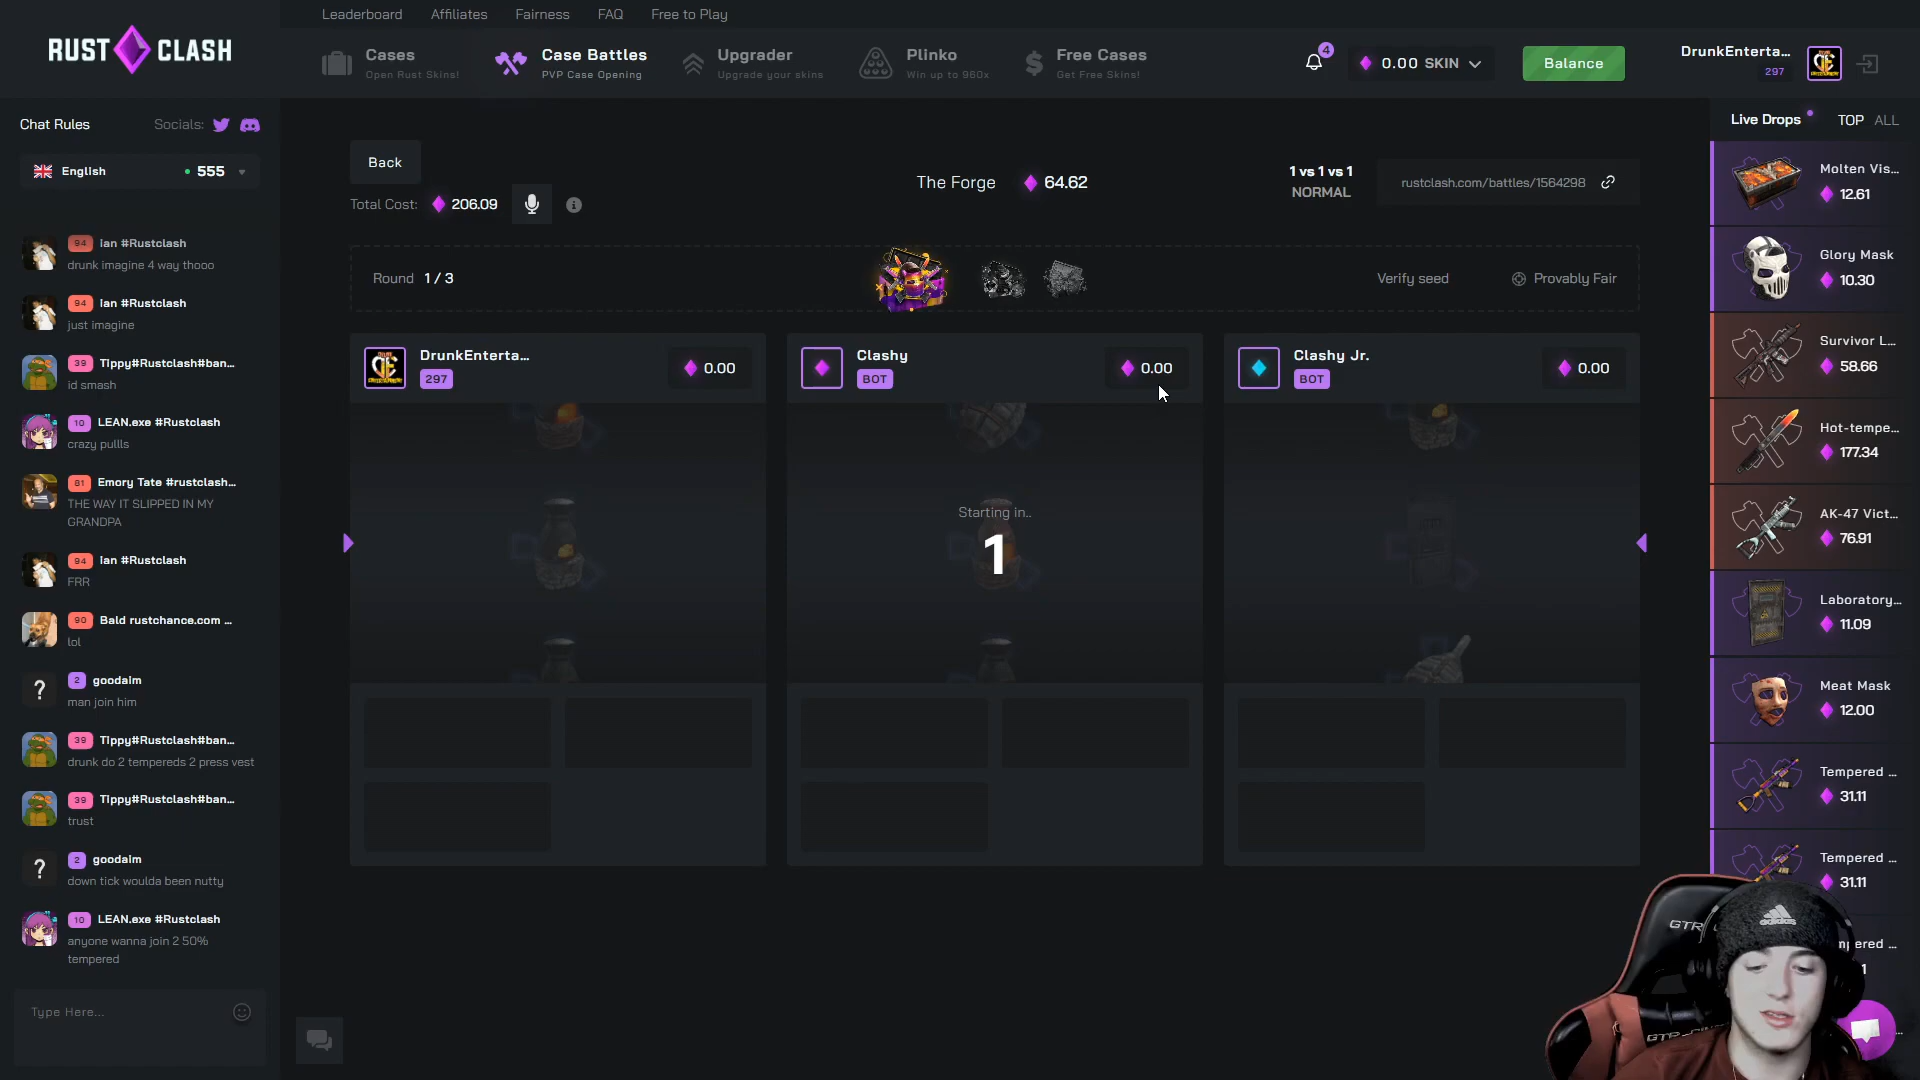 Leaderboard Affiliates Fairness FAQ Free to Play
RUST CLASH
Cases
Open Rust Skins!
Case Battles
PVP Case Opening
Upgrader
Upgrade your skins
Plinko
Win up to 960x
Free Cases
Get Free Skins!
4
0.00 SKIN
Balance
DrunkEnterta...
297
Chat Rules
Socials:
English
555
94 ian #Rustclash
drunk imagine 4 way thooo
94 ian #Rustclash
just imagine
39 Tippy#Rustclash#ban...
id smash
10 LEAN.exe #Rustclash
crazy pullls
81 Emory Tate #rustclash...
THE WAY IT SLIPPED IN MY
GRANDPA
94 ian #Rustclash
FRR
90 Bald rustchance.com ...
lol
2 goodaim
man join him
39 Tippy#Rustclash#ban...
drunk do 2 tempereds 2 press vest
39 Tippy#Rustclash#ban...
trust
2 goodaim
down tick woulda been nutty
10 LEAN.exe #Rustclash
anyone wanna join 2 50%
tempered
Type Here...
Back
Total Cost: 206.09
The Forge 64.62
1 vs 1 vs 1
NORMAL
rustclash.com/battles/1564298
Round 1 / 3
Verify seed
Provably Fair
DrunkEnterta...
297
0.00
Clashy
BOT
0.00
Clashy Jr.
BOT
0.00
Starting in..
1
Live Drops TOP ALL
Molten Vis...
12.61
Glory Mask
10.30
Survivor L...
58.66
Hot-tempe...
177.34
AK-47 Vict...
76.91
Laboratory...
11.09
Meat Mask
12.00
Tempered ...
31.11
Tempered ...
31.11
adidas